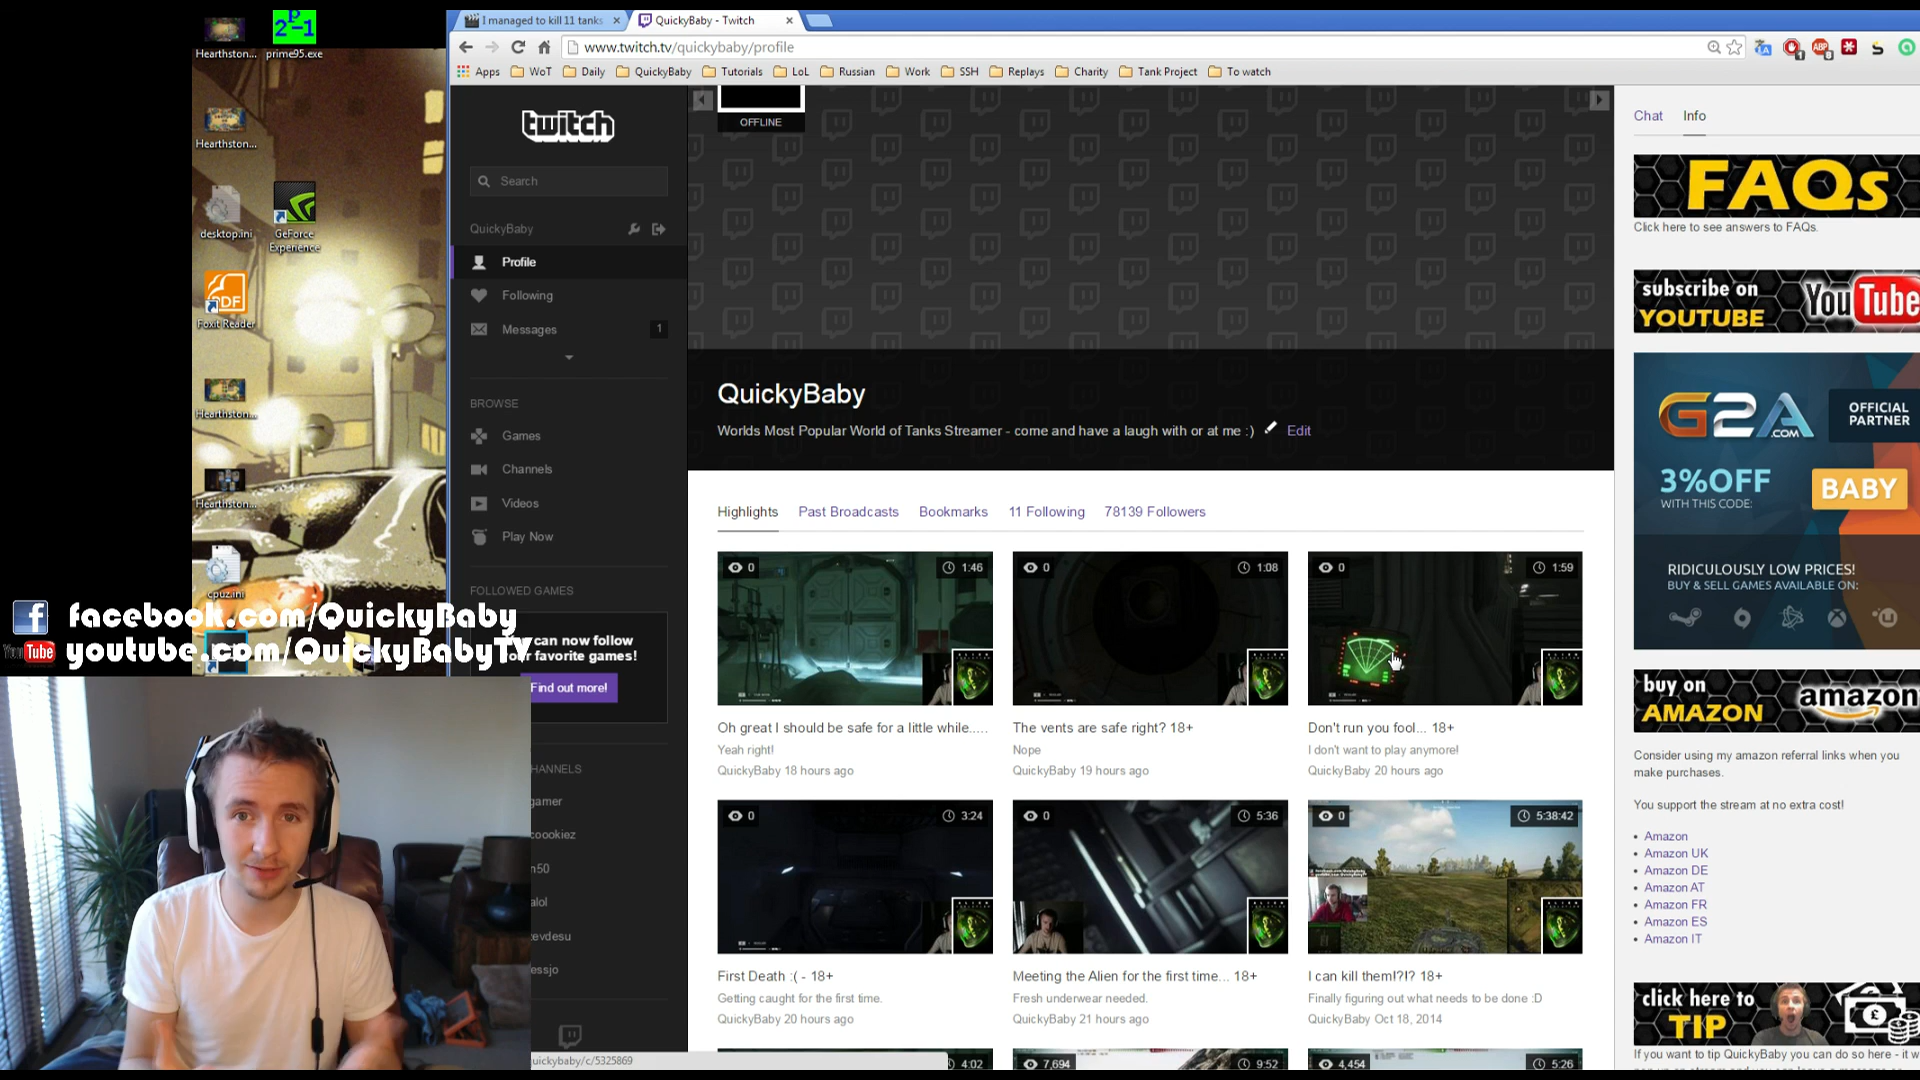 Hearthston...
prime95.exe
Hearthston...
desktop.ini
GeForce
Experience
PDF
Foxit Reader
Hearthston...
Hearthston...
cpuz.ini
facebook.com/QuickyBaby
YouTube youtube.com/QuickyBabyTV
I managed to kill 11 tanks
QuickyBaby - Twitch
www.twitch.tv/quickybaby/profile
Apps WoT Daily QuickyBaby Tutorials LoL Russian Work SSH Replays Charity Tank Project To watch
twitch
Search
QuickyBaby
Profile
Following
Messages 1
BROWSE
Games
Channels
Videos
Play Now
FOLLOWED GAMES
can now follow
favorite games!
Find out more!
HANNELS
gamer
coookiez
n50
alol
zevdesu
essjo
uickybaby/c/5325869
OFFLINE
QuickyBaby
Worlds Most Popular World of Tanks Streamer - come and have a laugh with or at me :) Edit
Highlights Past Broadcasts Bookmarks 11 Following 78139 Followers
0 1:46
0 1:08
0 1:59
Oh great I should be safe for a little while.....
Yeah right!
QuickyBaby 18 hours ago
The vents are safe right? 18+
Nope
QuickyBaby 19 hours ago
Don't run you fool... 18+
I don't want to play anymore!
QuickyBaby 20 hours ago
0 3:24
0 5:36
0 5:38:42
First Death :( - 18+
Getting caught for the first time.
QuickyBaby 20 hours ago
Meeting the Alien for the first time... 18+
Fresh underwear needed.
QuickyBaby 21 hours ago
I can kill them!?!? 18+
Finally figuring out what needs to be done :D
QuickyBaby Oct 18, 2014
4:02
7,694 9:52
4,454 5:26
Chat Info
FAQs
Click here to see answers to FAQs.
subscribe on
YOUTUBE
YouTube
G2A.COM
OFFICIAL
PARTNER
3%OFF
WITH THIS CODE:
BABY
RIDICULOUSLY LOW PRICES!
BUY & SELL GAMES AVAILABLE ON:
buy on
AMAZON
amazon
Consider using my amazon referral links when you
make purchases.
You support the stream at no extra cost!
Amazon
Amazon UK
Amazon DE
Amazon AT
Amazon FR
Amazon ES
Amazon IT
click here to
TIP
If you want to tip QuickyBaby you can do so here - it w